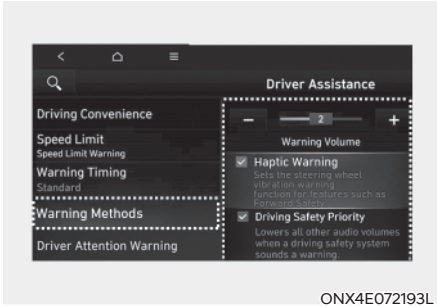 Driver Assistance
Driving Convenience
Speed Limit
Speed Limit Warning
Warning Timing
Standard
Warning Methods
Driver Attention Warning
− 2 +
Warning Volume
Haptic Warning
Sets the steering wheel
vibration warning
function for features such as
Forward Safety.
Driving Safety Priority
Lowers all other audio volumes
when a driving safety system
sounds a warning.
ONX4E072193L